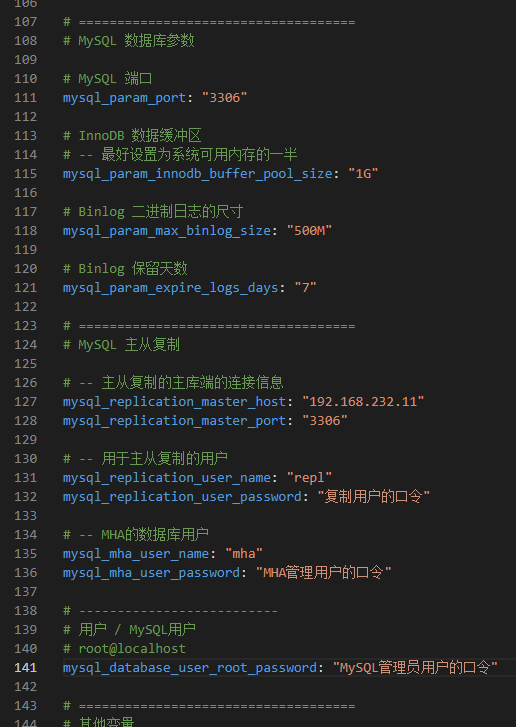 106
107 # ====================================
108 # MySQL 数据库参数
109
110 # MySQL 端口
111 mysql_param_port: "3306"
112
113 # InnoDB 数据缓冲区
114 # -- 最好设置为系统可用内存的一半
115 mysql_param_innodb_buffer_pool_size: "1G"
116
117 # Binlog 二进制日志的尺寸
118 mysql_param_max_binlog_size: "500M"
119
120 # Binlog 保留天数
121 mysql_param_expire_logs_days: "7"
122
123 # ====================================
124 # MySQL 主从复制
125
126 # -- 主从复制的主库端的连接信息
127 mysql_replication_master_host: "192.168.232.11"
128 mysql_replication_master_port: "3306"
129
130 # -- 用于主从复制的用户
131 mysql_replication_user_name: "repl"
132 mysql_replication_user_password: "复制用户的口令"
133
134 # -- MHA的数据库用户
135 mysql_mha_user_name: "mha"
136 mysql_mha_user_password: "MHA管理用户的口令"
137
138 # --------------------------
139 # 用户 / MySQL用户
140 # root@localhost
141 mysql_database_user_root_password: "MySQL管理员用户的口令"
142
143 # ====================================
144 # 其他变量